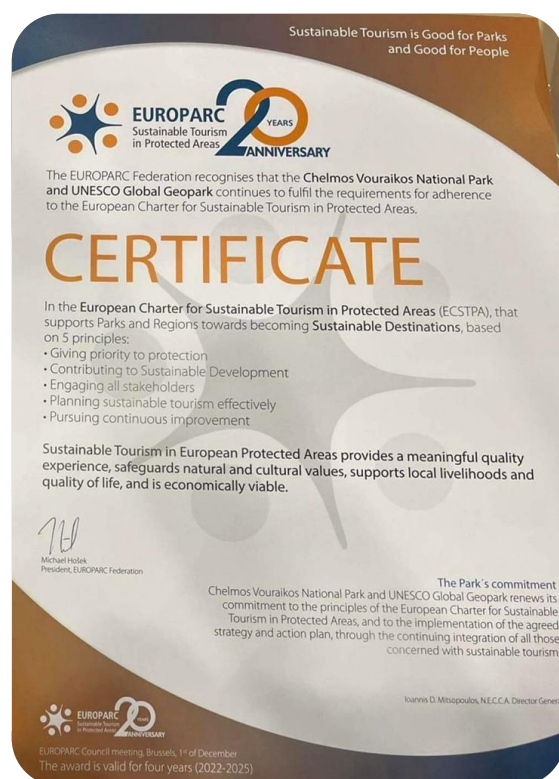 Sustainable Tourism is Good for Parks
and Good for People
EUROPARC
Sustainable Tourism
in Protected Areas
20
YEARS
ANNIVERSARY
The EUROPARC Federation recognises that the Chelmos Vouraikos National Park
and UNESCO Global Geopark continues to fulfil the requirements for adherence
to the European Charter for Sustainable Tourism in Protected Areas.
CERTIFICATE
In the European Charter for Sustainable Tourism in Protected Areas (ECSTPA), that
supports Parks and Regions towards becoming Sustainable Destinations, based
on 5 principles:
• Giving priority to protection
• Contributing to Sustainable Development
• Engaging all stakeholders
• Planning sustainable tourism effectively
• Pursuing continuous improvement
Sustainable Tourism in European Protected Areas provides a meaningful quality
experience, safeguards natural and cultural values, supports local livelihoods and
quality of life, and is economically viable.
Michael Hošek
President, EUROPARC Federation
The Park´s commitment
Chelmos Vouraikos National Park and UNESCO Global Geopark renews its
commitment to the principles of the European Charter for Sustainable
Tourism in Protected Areas, and to the implementation of the agreed
strategy and action plan, through the continuing integration of all those
concerned with sustainable tourism
Ioannis D. Mitsopoulos, N.E.C.C.A. Director Genera
EUROPARC
Sustainable Tourism
in Protected Areas
20
YEARS
ANNIVERSARY
EUROPARC Council meeting, Brussels, 1st of December
The award is valid for four years (2022-2025)